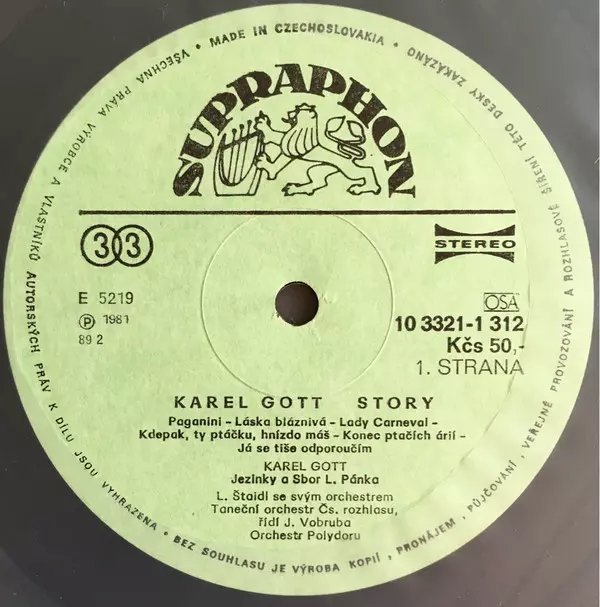 • VŠECHNA PRÁVA VÝROBCE A VLASTNÍKŮ AUTORSKÝCH PRÁV K DÍLU JSOU VYHRAZENA • BEZ SOUHLASU JE VÝROBA KOPIÍ, PRONÁJEM, PŮJČOVÁNÍ, VEŘEJNÉ PROVOZOVÁNÍ A ROZHLASOVÉ ŠÍŘENÍ TÉTO DESKY ZAKÁZÁNO • MADE IN CZECHOSLOVAKIA
SUPRAPHON
33
STEREO
E 5219
OSA
℗ 1981
10 3321-1 312
89 2
Kčs 50,-
1. STRANA
KAREL GOTT STORY
Paganini – Láska bláznivá – Lady Carneval –
Kdepak, ty ptáčku, hnízdo máš – Konec ptačích árií –
Já se tiše odporoučím
KAREL GOTT
Jezinky a Sbor L. Pánka
L. Štaidl se svým orchestrem
Taneční orchestr Čs. rozhlasu,
řídí J. Vobruba
Orchestr Polydoru